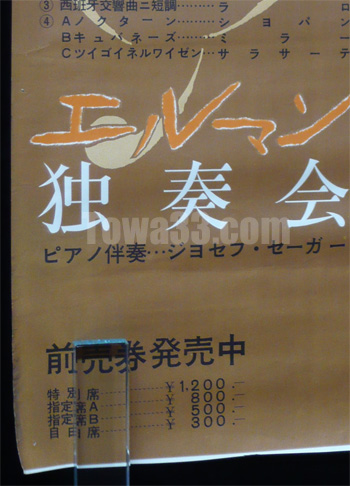 ③ 西班牙交響曲ニ短調……ラロ
④ Aノクターン……ショパン
Bキュバネーズ……ミラー
Cツイゴイネルワイゼン…サラサーテ
エルマン
独奏会
Towa33.com
ピアノ伴奏…ジョセフ・セーガー
前売券発売中
特別席……¥1,200.—
指定席A……¥800.—
指定席B……¥500.—
自由席……¥300.—